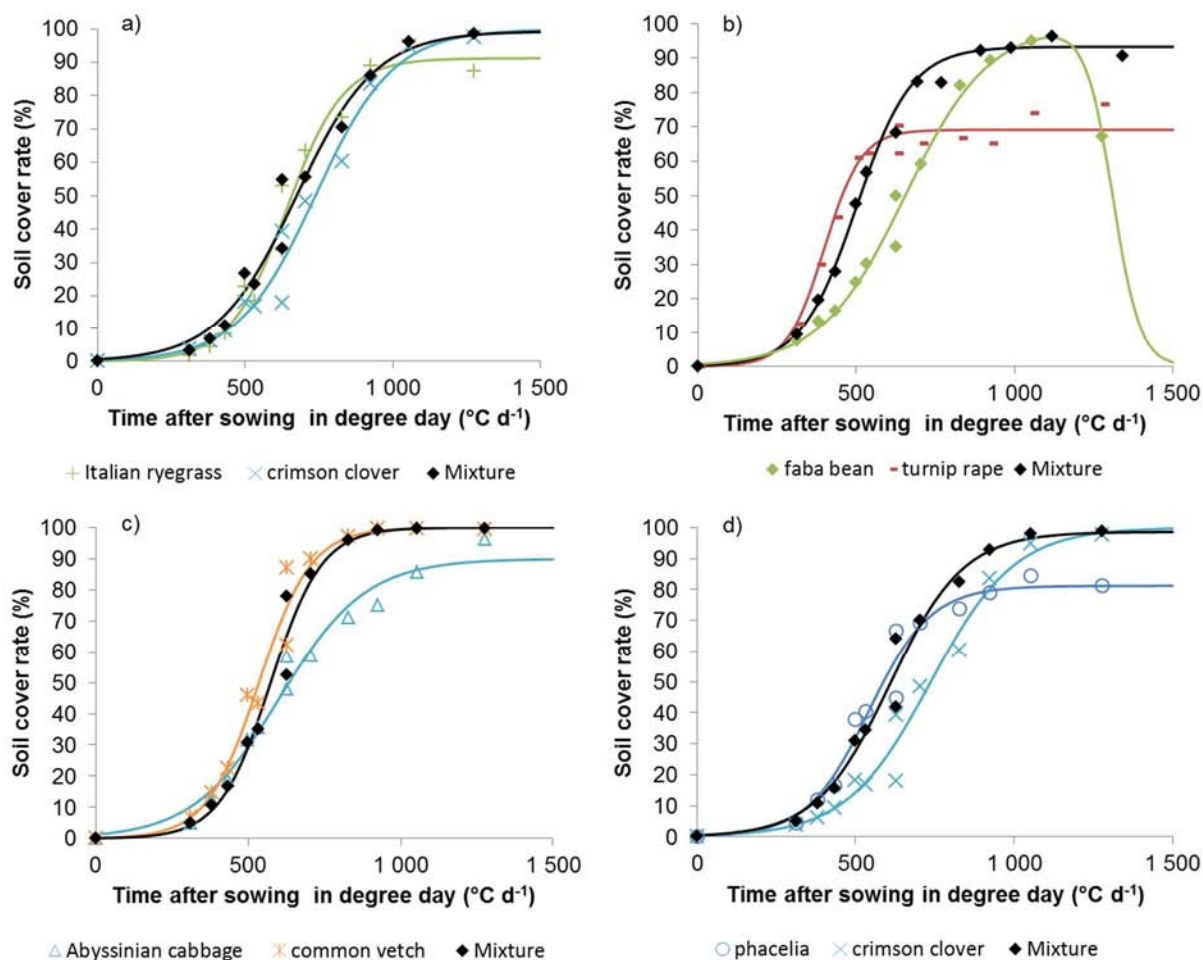 a)
Soil cover rate (%)
100
90
80
70
60
50
40
30
20
10
0
0 500 1 000 1 500
Time after sowing in degree day (°C d-1)
Italian ryegrass crimson clover Mixture
b)
Soil cover rate (%)
100
90
80
70
60
50
40
30
20
10
0
0 500 1 000 1 500
Time after sowing in degree day (°C d-1)
faba bean turnip rape Mixture
c)
Soil cover rate (%)
100
90
80
70
60
50
40
30
20
10
0
0 500 1 000 1 500
Time after sowing in degree day (°C d-1)
Abyssinian cabbage common vetch Mixture
d)
Soil cover rate (%)
100
90
80
70
60
50
40
30
20
10
0
0 500 1 000 1 500
Time after sowing in degree day (°C d-1)
phacelia crimson clover Mixture